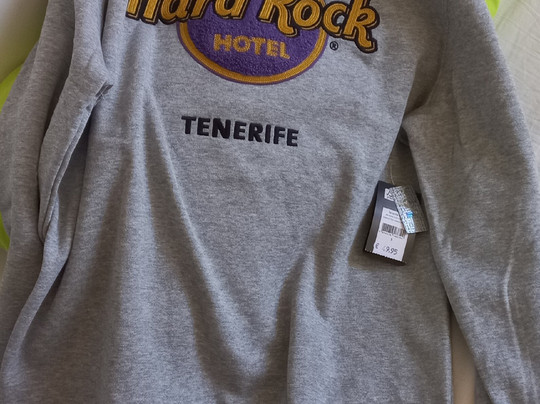 Hard Rock
HOTEL
®
TENERIFE